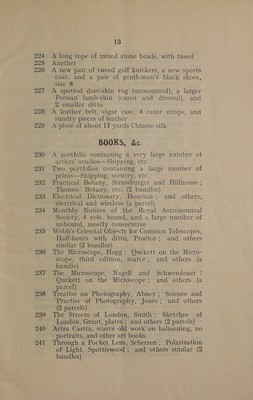 13
224 A long rope of mixed stone beads, with tassel
225 Another
226 A new pair of tweed golf knickers, a new sports
coat, and a pair of gentleman's black shoes,
size 8
227 A spotted deer-skin rug (unmounted), a larger
Persian lamb-skin (cured and dressed), and
2 smaller ditto
228 A leather belt, cigar case, 4 razor straps, and
sundry pieces of leather
229 A piece of about 17 yards Chinese silk
BOOKS, &c.
230 A portfolio containing a very large number of
artists' studies—Shipping, etc.
231 Two portfolios containing a large number of
prints—Shipping, scenery, etc.
232 Practical Botany, Strassburger and Hillhouse ;
Thomes' Botany, etc. (2 bundles)
233 Electrical Dictionary, Houston ; and others,
electrical and wireless (a parcel)
234 Monthly Notices of the Royal Astronomical
Society, 4 vols. bound, and a large number of
unbound, mostly consecutive
235 Webb's Celestial Objects for Common Telescopes,
Half-hours with ditto, Proctor ; and others
similar (2 bundles)
236 The Microscope, Hogg ; Quckett on the Micro-
scope, third edition, scarce ; and others (a
bundle)
237 The Microscope, Nagell and Schwendener ;
Quckett on the Microscope ; and others (a
parcel)
238 Treatise on Photography, Abney ; Science and
Practise of Photography, Jones ; and others
(2 parcels)
239 The Streets of London, Smith ; Sketches of
London, Grant, plates ; and others (2 parcels)
240 Astra Castra, scarce old work on ballooning, no
portraits, and other art books
241 Through a Pocket Lens, Scherren ; Polarization
of Light, Spottiswood ; and others similar (2
bundles)